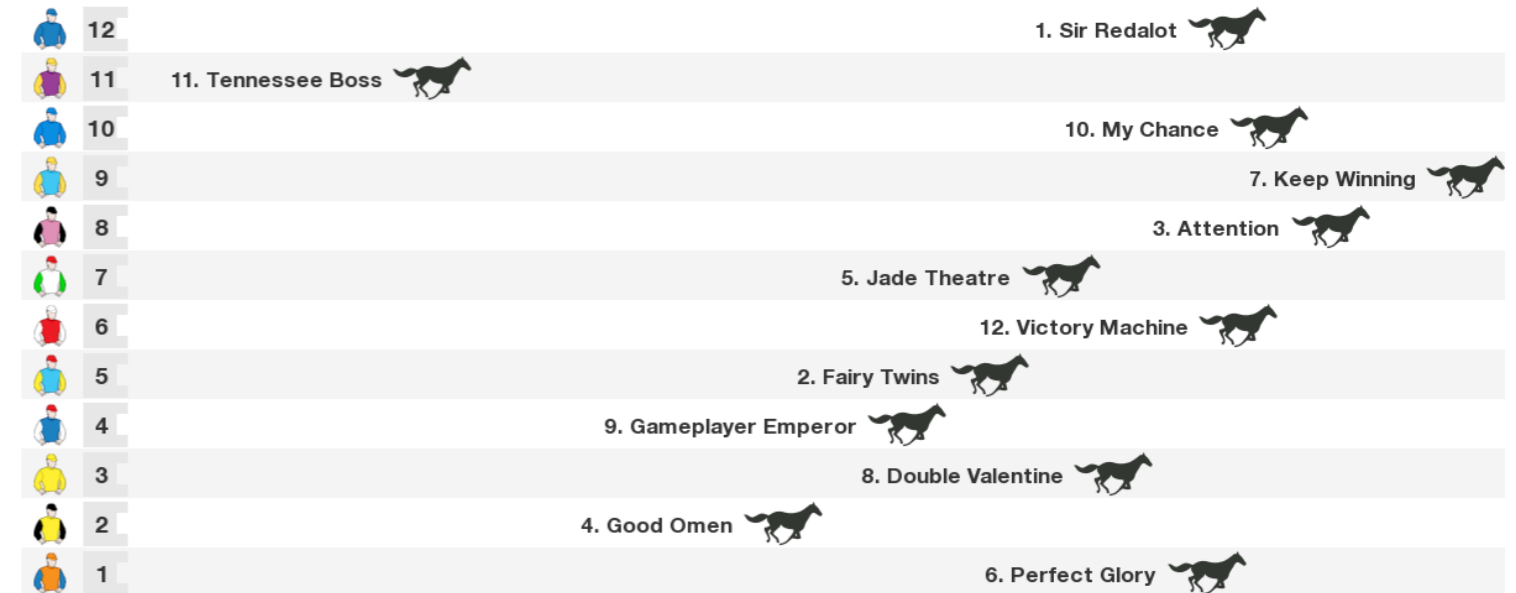 12 1. Sir Redalot
11 11. Tennessee Boss
10 10. My Chance
9 7. Keep Winning
8 3. Attention
7 5. Jade Theatre
6 12. Victory Machine
5 2. Fairy Twins
4 9. Gameplayer Emperor
3 8. Double Valentine
2 4. Good Omen
1 6. Perfect Glory